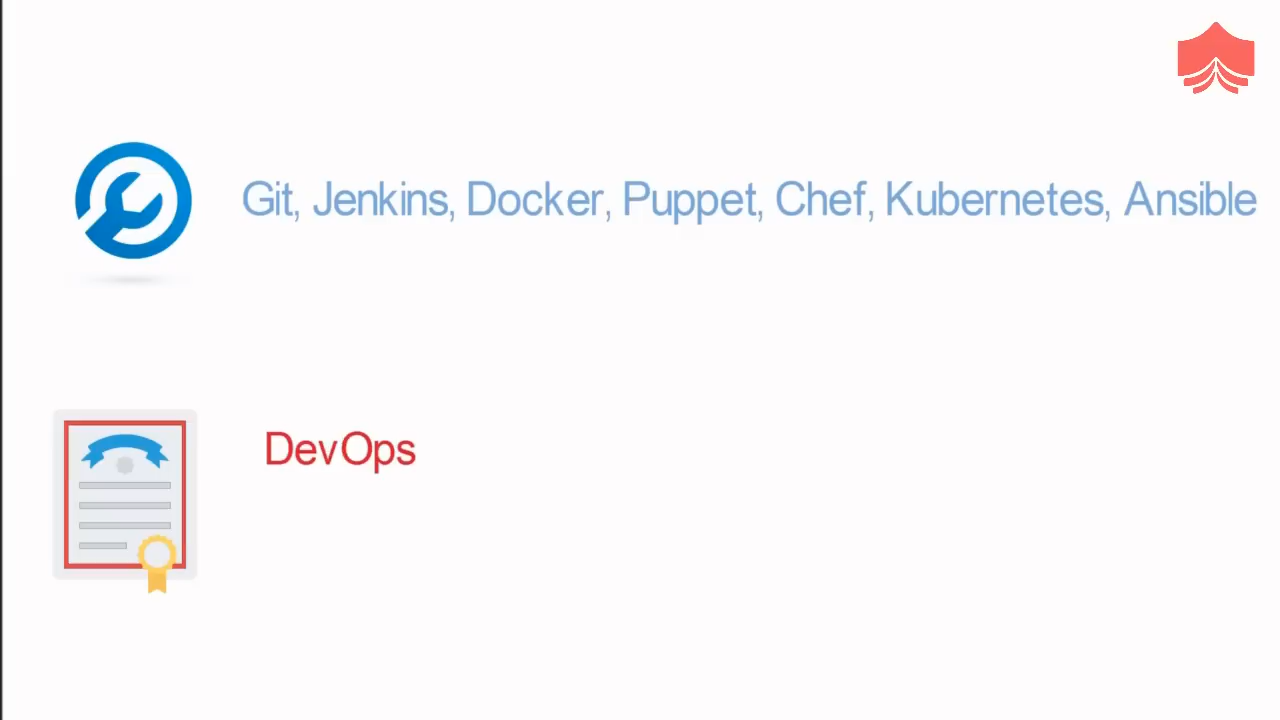 Git, Jenkins, Docker, Puppet, Chef, Kubernetes, Ansible
DevOps